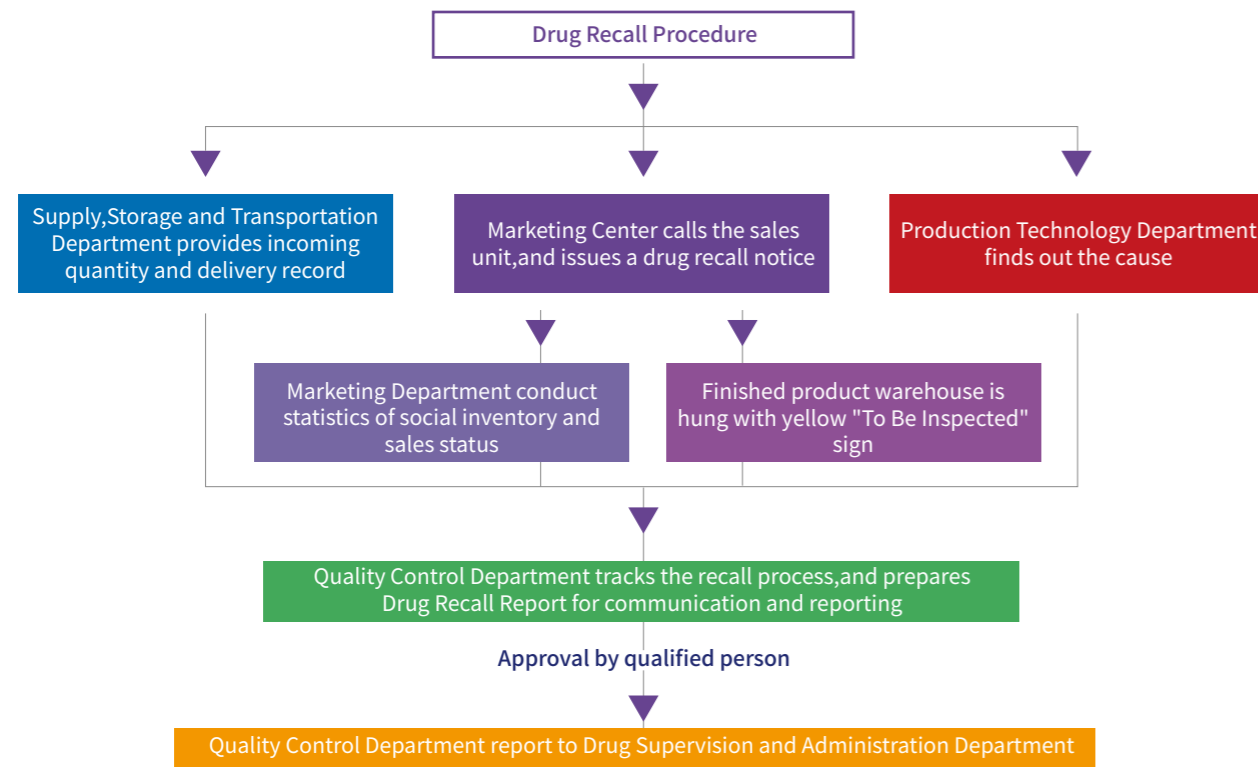 Drug Recall Procedure
Supply,Storage and Transportation
Department provides incoming
quantity and delivery record
Marketing Center calls the sales
unit,and issues a drug recall notice
Production Technology Department
finds out the cause
Marketing Department conduct
statistics of social inventory and
sales status
Finished product warehouse is
hung with yellow "To Be Inspected"
sign
Quality Control Department tracks the recall process,and prepares
Drug Recall Report for communication and reporting
Approval by qualified person
Quality Control Department report to Drug Supervision and Administration Department